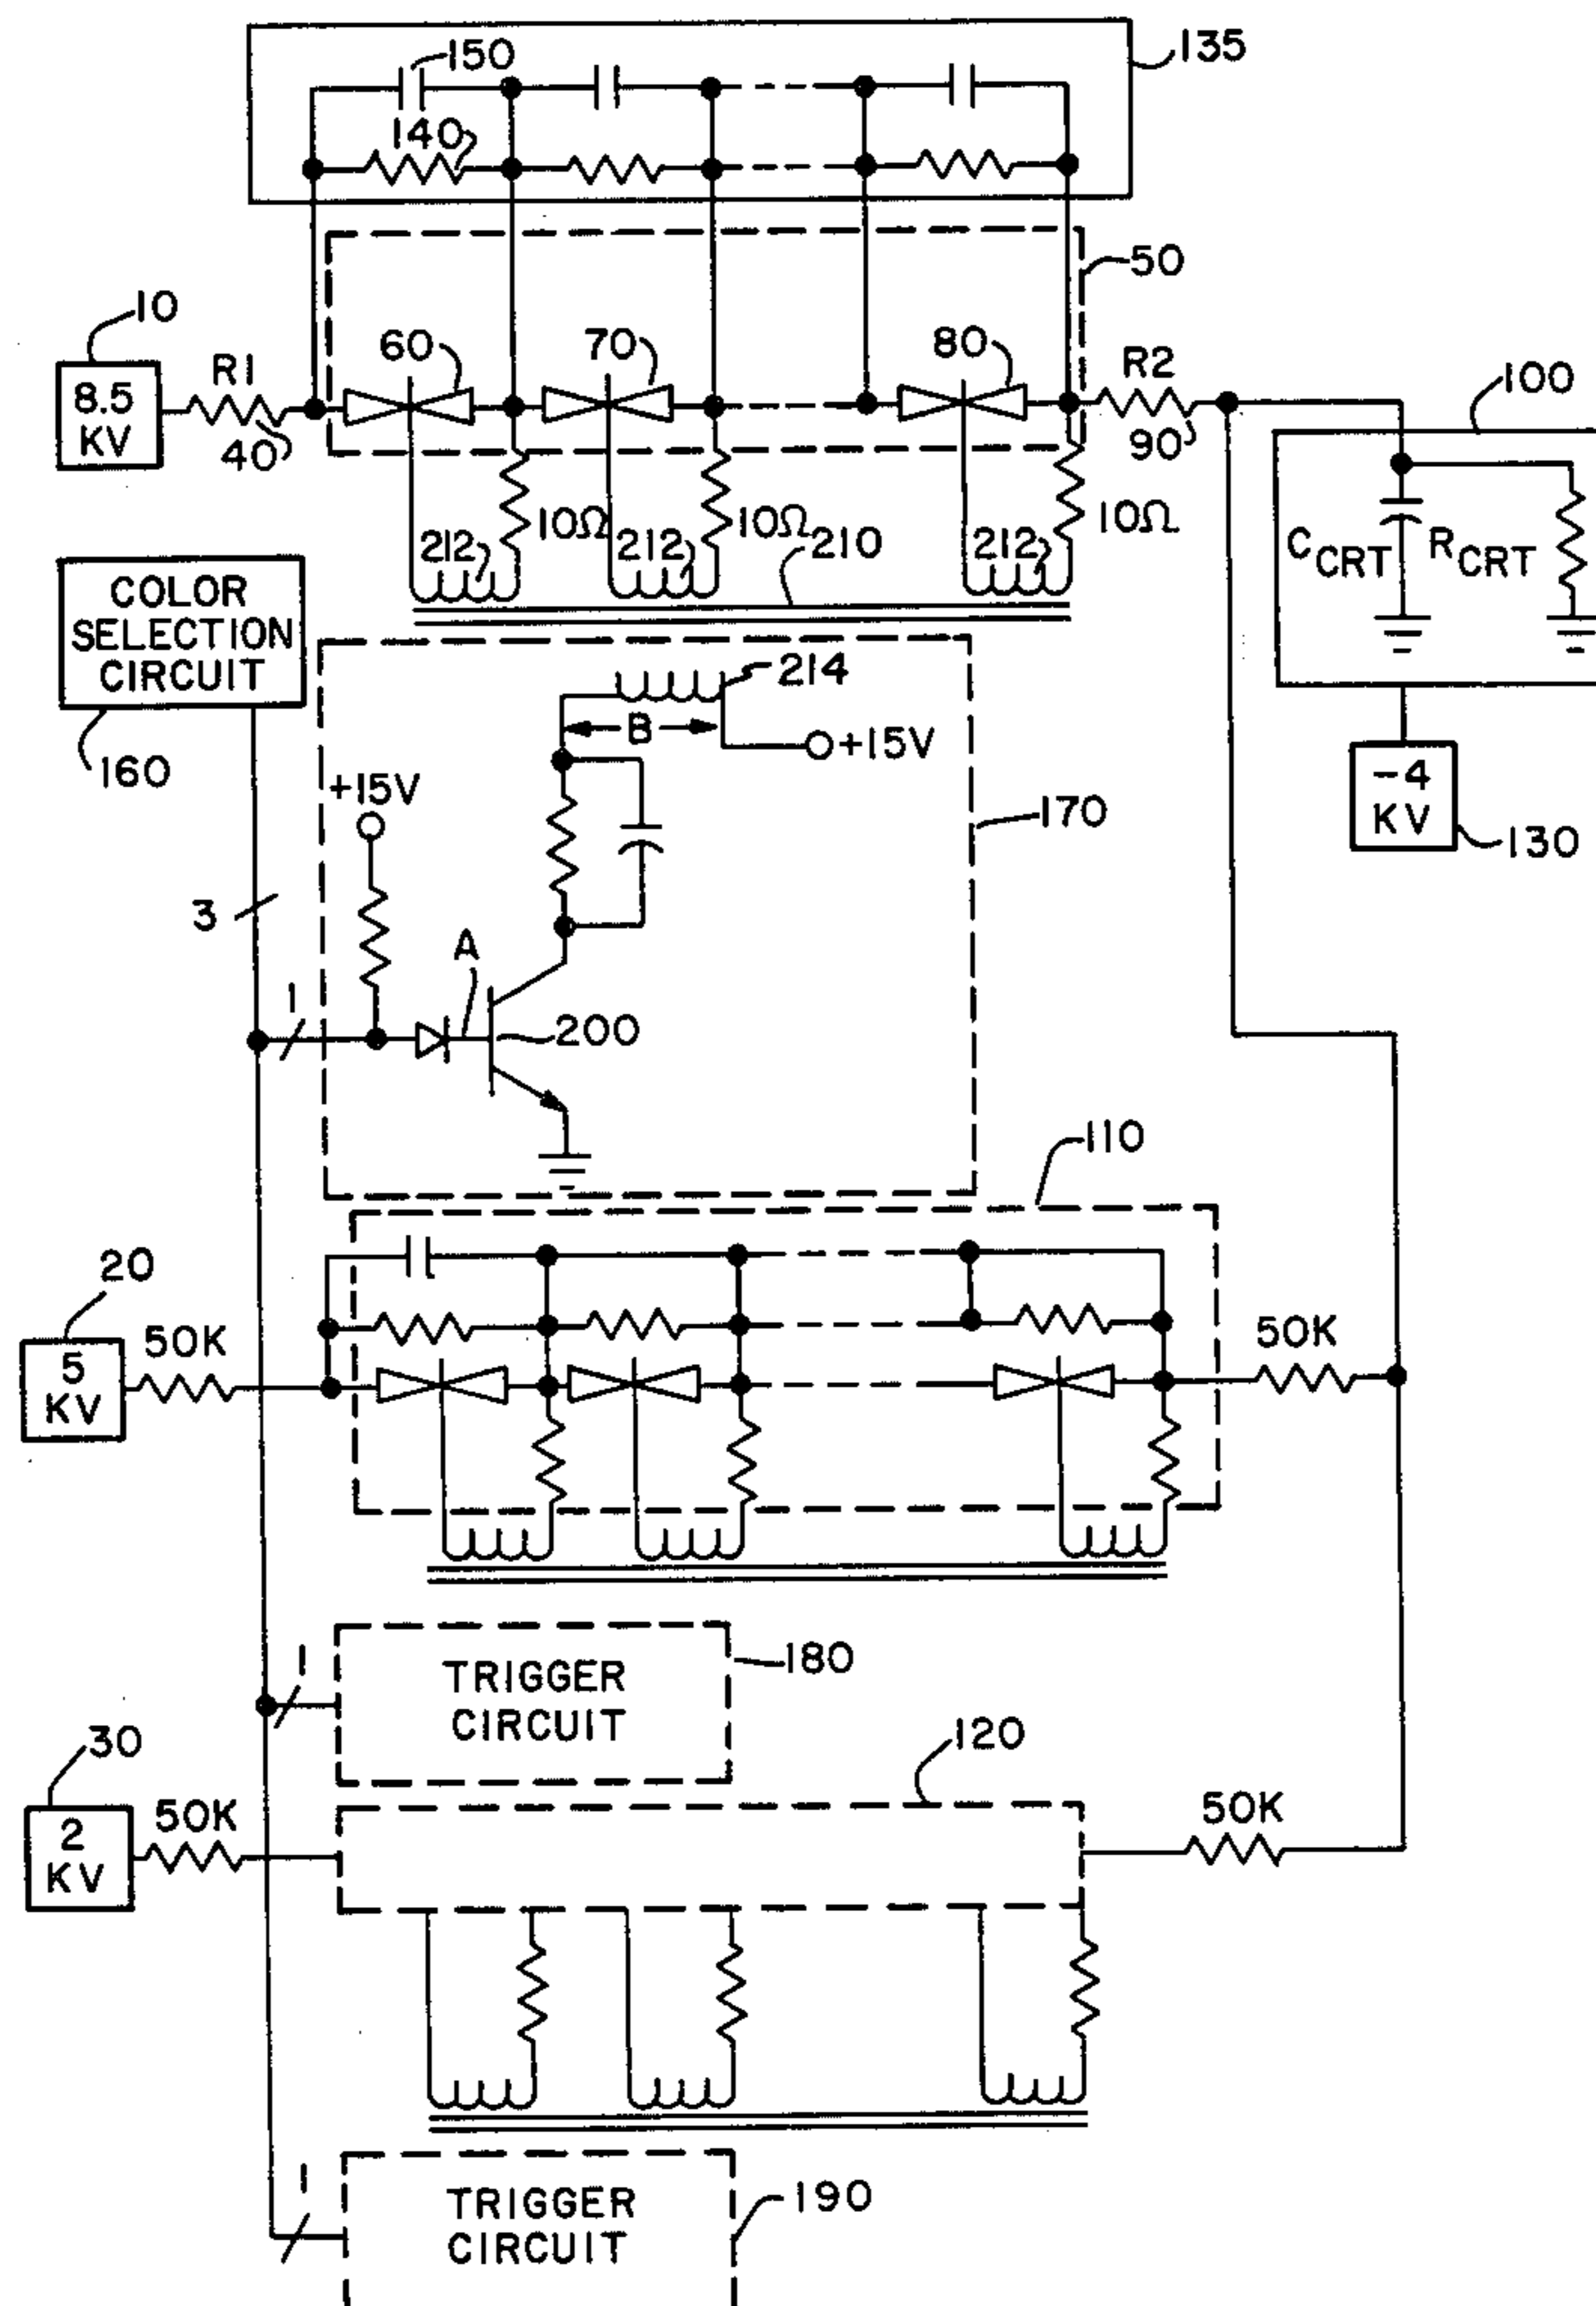 135
150
140
50
10
8.5
KV
R1
40
60
70
80
R2
90
100
10Ω
10Ω
10Ω
212
212
212
210
C CRT
R CRT
COLOR
SELECTION
CIRCUIT
160
214
B
+15V
+15V
170
-4
KV
130
3
A
1
200
110
20
5
KV
50K
50K
1
TRIGGER
CIRCUIT
180
30
2
KV
50K
120
50K
1
TRIGGER
CIRCUIT
190